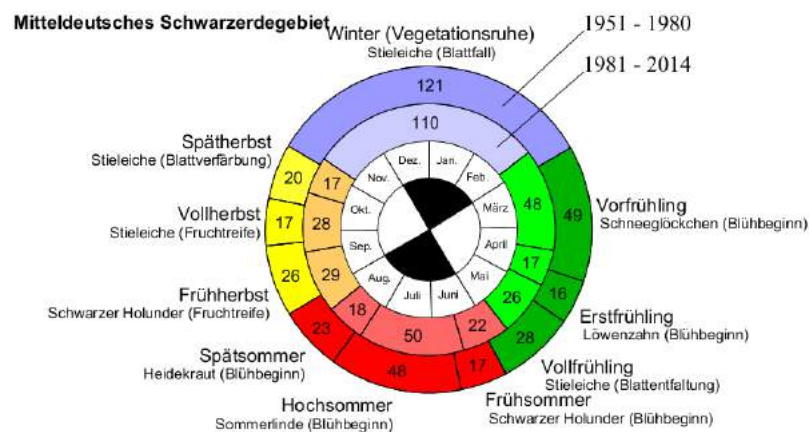 Mitteldeutsches Schwarzerdegebiet
Winter (Vegetationsruhe)
Stieleiche (Blattfall)
1951 - 1980
1981 - 2014
121
110
Spätherbst
Stieleiche (Blattverfärbung)
20
17
Vollherbst
Stieleiche (Fruchtreife)
17
28
Frühherbst
Schwarzer Holunder (Fruchtreife)
26
29
Spätsommer
Heidekraut (Blühbeginn)
23
18
Hochsommer
Sommerlinde (Blühbeginn)
48
50
Frühsommer
Schwarzer Holunder (Blühbeginn)
17
22
Vollfrühling
Stieleiche (Blattentfaltung)
28
26
Erstfrühling
Löwenzahn (Blühbeginn)
16
17
Vorfrühling
Schneeglöckchen (Blühbeginn)
49
48
Jan.
Feb.
März
April
Mai
Juni
Juli
Aug.
Sep.
Okt.
Nov.
Dez.